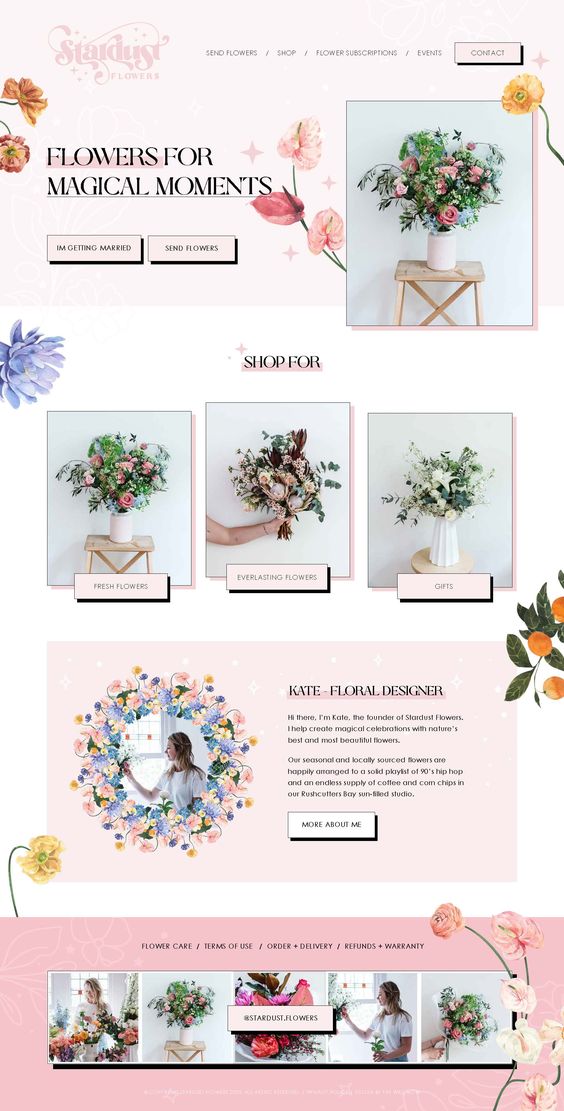 Stardust
FLOWERS
SEND FLOWERS / SHOP / FLOWER SUBSCRIPTIONS / EVENTS
CONTACT
FLOWERS FOR
MAGICAL MOMENTS
IM GETTING MARRIED
SEND FLOWERS
SHOP FOR
FRESH FLOWERS
EVERLASTING FLOWERS
GIFTS
KATE - FLORAL DESIGNER
Hi there, I'm Kate, the founder of Stardust Flowers.
I help create magical celebrations with nature's
best and most beautiful flowers.
Our seasonal and locally sourced flowers are
happily arranged to a solid playlist of 90's hip hop
and an endless supply of coffee and corn chips in
our Rushcutters Bay sun-filled studio.
MORE ABOUT ME
FLOWER CARE / TERMS OF USE / ORDER + DELIVERY / REFUNDS + WARRANTY
@STARDUST.FLOWERS